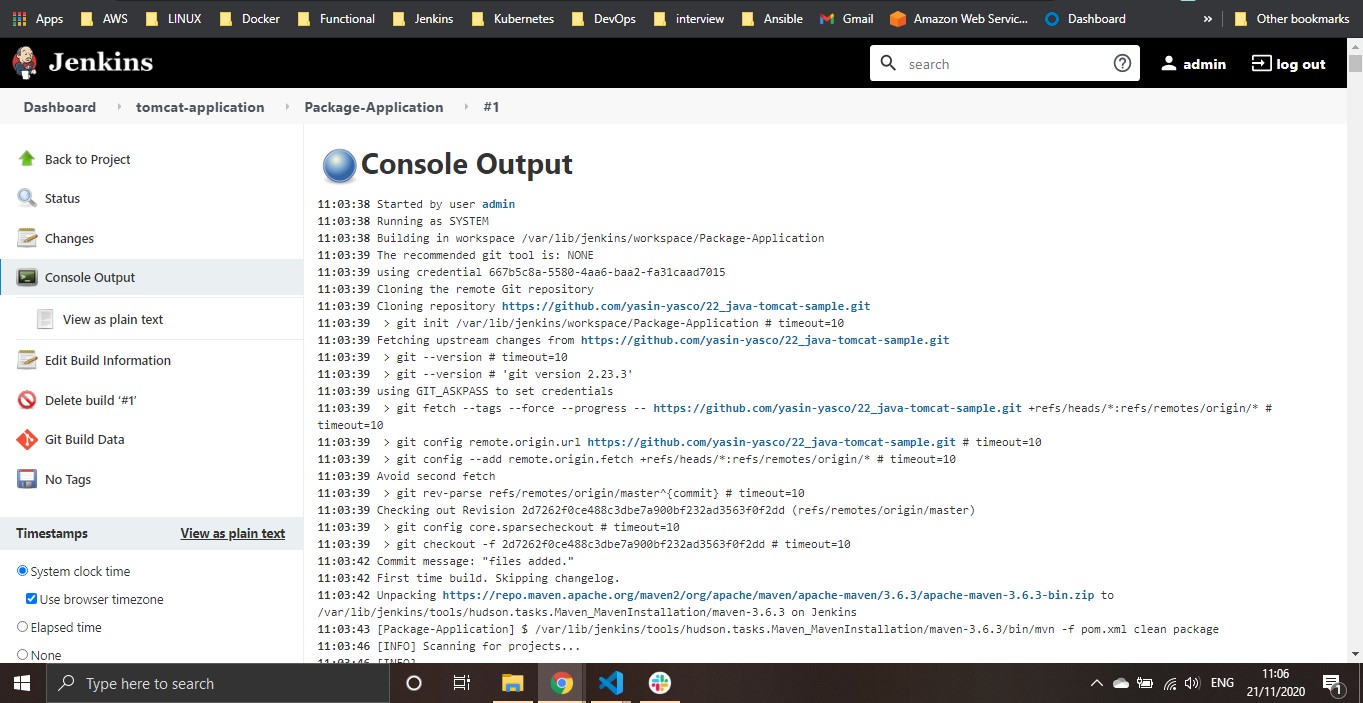 Apps AWS LINUX Docker Functional Jenkins Kubernetes DevOps interview Ansible Gmail Amazon Web Servic... Dashboard » Other bookmarks
Jenkins search admin log out
Dashboard tomcat-application Package-Application #1
Back to Project
Status
Changes
Console Output
View as plain text
Edit Build Information
Delete build ‘#1’
Git Build Data
No Tags
Timestamps View as plain text
System clock time
Use browser timezone
Elapsed time
None
Console Output
11:03:38 Started by user admin
11:03:38 Running as SYSTEM
11:03:38 Building in workspace /var/lib/jenkins/workspace/Package-Application
11:03:39 The recommended git tool is: NONE
11:03:39 using credential 667b5c8a-5580-4aa6-baa2-fa31caad7015
11:03:39 Cloning the remote Git repository
11:03:39 Cloning repository https://github.com/yasin-yasco/22_java-tomcat-sample.git
11:03:39  > git init /var/lib/jenkins/workspace/Package-Application # timeout=10
11:03:39 Fetching upstream changes from https://github.com/yasin-yasco/22_java-tomcat-sample.git
11:03:39  > git --version # timeout=10
11:03:39  > git --version # 'git version 2.23.3'
11:03:39 using GIT_ASKPASS to set credentials
11:03:39  > git fetch --tags --force --progress -- https://github.com/yasin-yasco/22_java-tomcat-sample.git +refs/heads/*:refs/remotes/origin/* #
timeout=10
11:03:39  > git config remote.origin.url https://github.com/yasin-yasco/22_java-tomcat-sample.git # timeout=10
11:03:39  > git config --add remote.origin.fetch +refs/heads/*:refs/remotes/origin/* # timeout=10
11:03:39 Avoid second fetch
11:03:39  > git rev-parse refs/remotes/origin/master^{commit} # timeout=10
11:03:39 Checking out Revision 2d7262f0ce488c3dbe7a900bf232ad3563f0f2dd (refs/remotes/origin/master)
11:03:39  > git config core.sparsecheckout # timeout=10
11:03:39  > git checkout -f 2d7262f0ce488c3dbe7a900bf232ad3563f0f2dd # timeout=10
11:03:42 Commit message: "files added."
11:03:42 First time build. Skipping changelog.
11:03:42 Unpacking https://repo.maven.apache.org/maven2/org/apache/maven/apache-maven/3.6.3/apache-maven-3.6.3-bin.zip to
/var/lib/jenkins/tools/hudson.tasks.Maven_MavenInstallation/maven-3.6.3 on Jenkins
11:03:43 [Package-Application] $ /var/lib/jenkins/tools/hudson.tasks.Maven_MavenInstallation/maven-3.6.3/bin/mvn -f pom.xml clean package
11:03:46 [INFO] Scanning for projects...
11:03:46 [INFO]
Type here to search ENG 11:06
21/11/2020 1